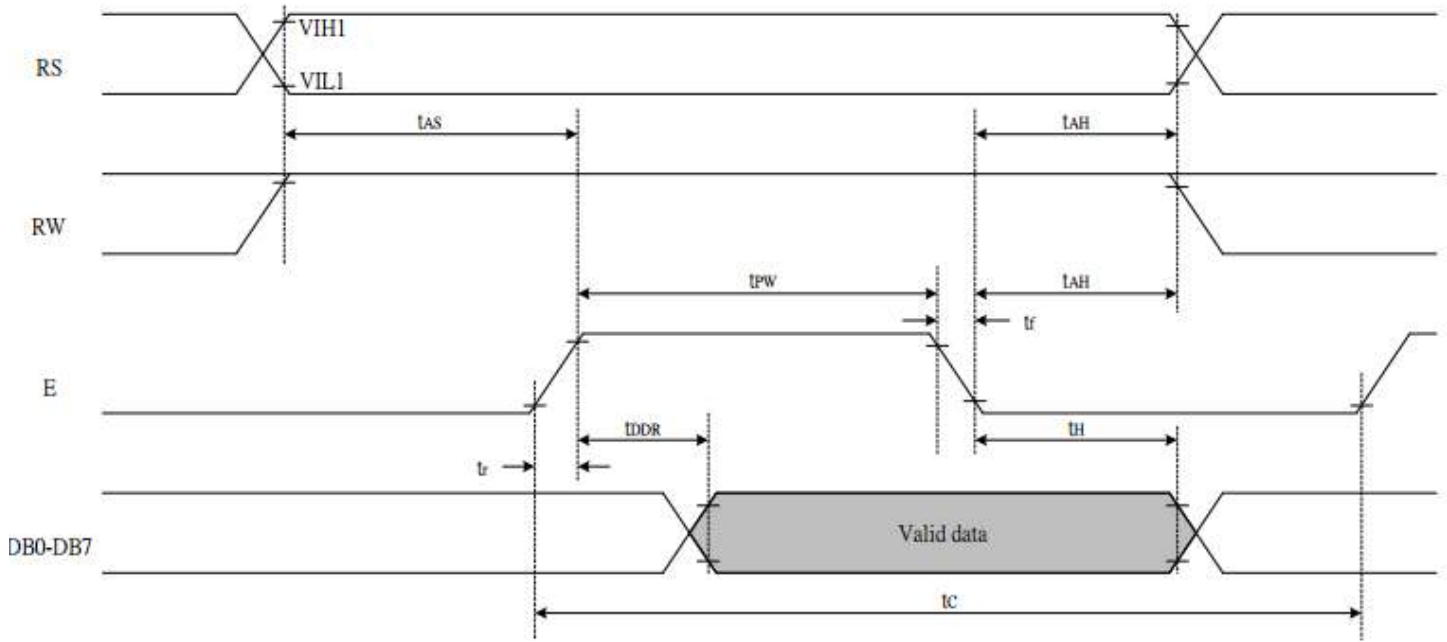 VIH1
RS
VIL1
tAS
tAH
RW
tPW
tAH
tf
E
tDDR
tH
tr
Valid data
DB0-DB7
tC